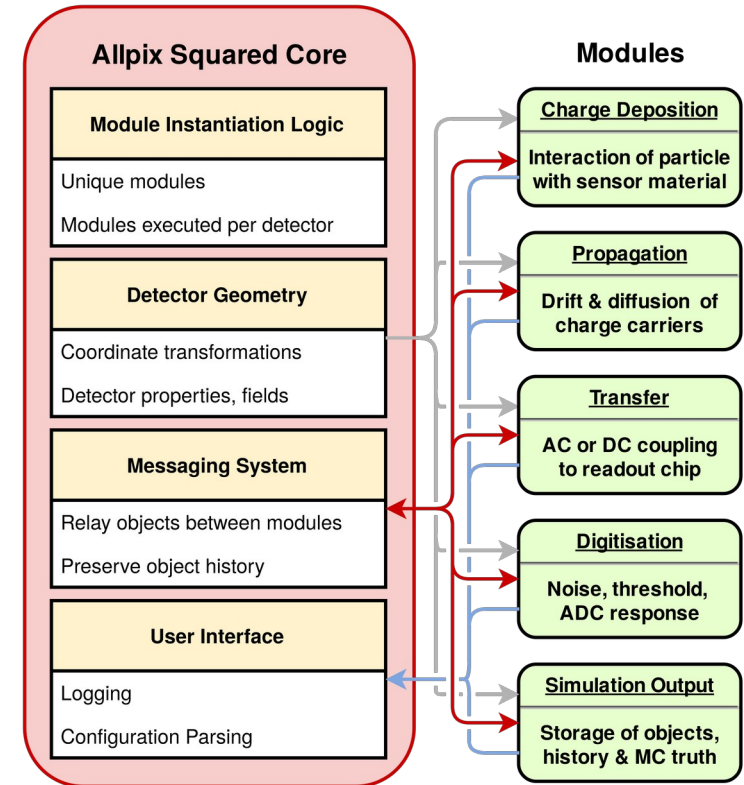 Allpix Squared Core
Module Instantiation Logic
Unique modules
Modules executed per detector
Detector Geometry
Coordinate transformations
Detector properties, fields
Messaging System
Relay objects between modules
Preserve object history
User Interface
Logging
Configuration Parsing
Modules
Charge Deposition
Interaction of particle
with sensor material
Propagation
Drift & diffusion of
charge carriers
Transfer
AC or DC coupling
to readout chip
Digitisation
Noise, threshold,
ADC response
Simulation Output
Storage of objects,
history & MC truth